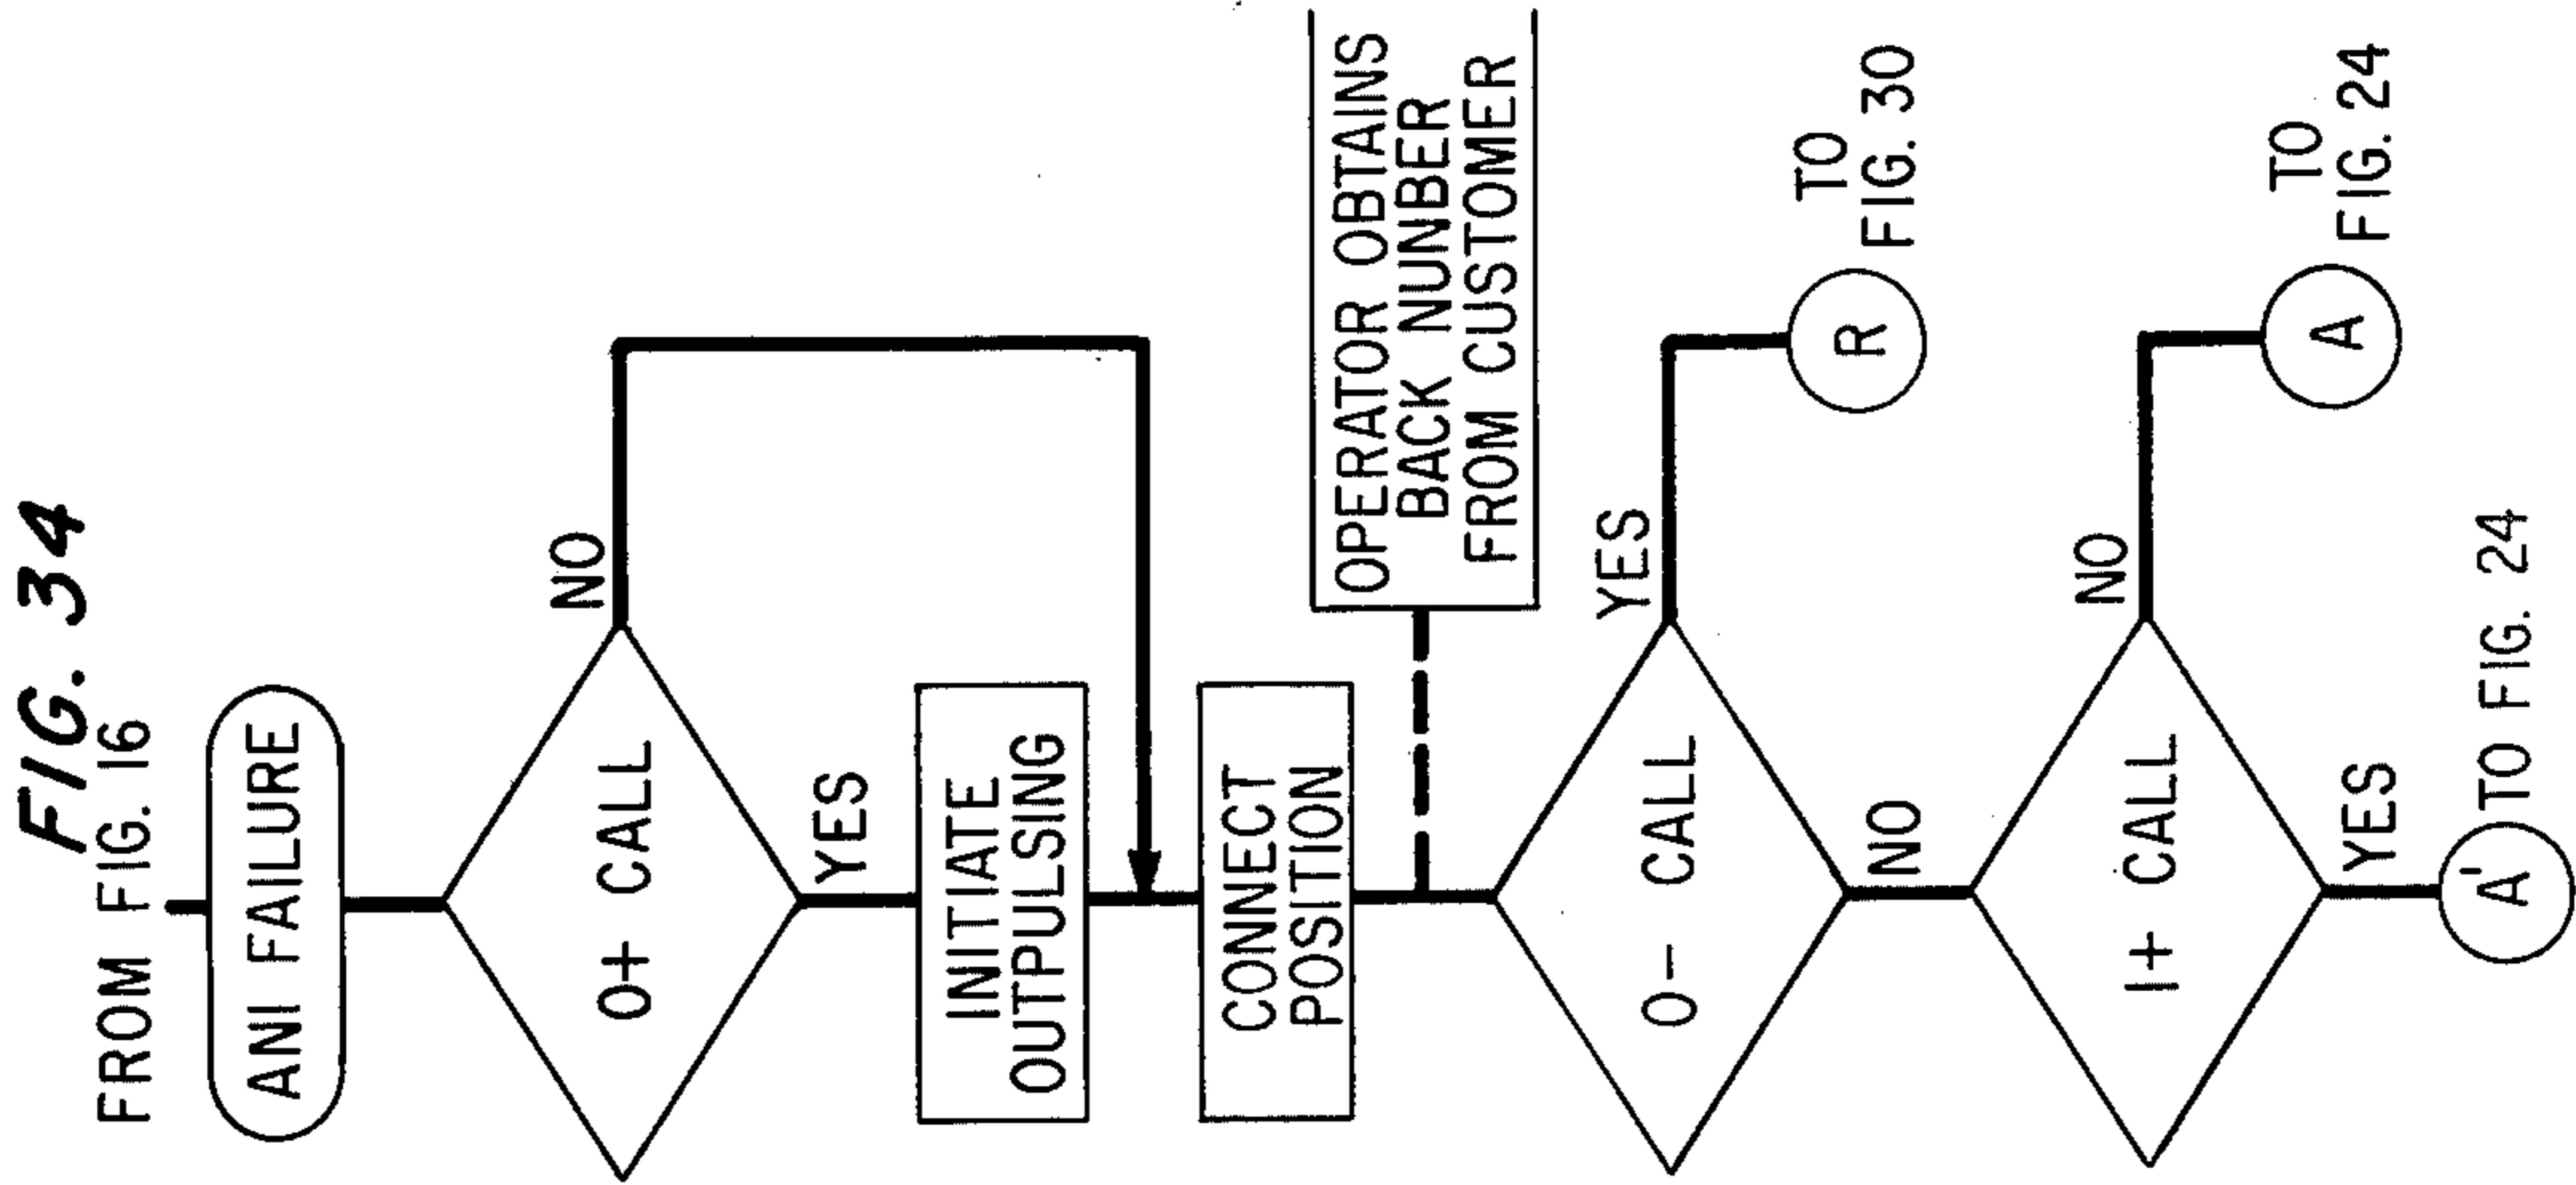 FIG. 34
FROM FIG. 16
ANI FAILURE
0+ CALL
NO
YES
INITIATE
OUTPULSING
CONNECT
POSITION
OPERATOR OBTAINS
BACK NUNBER
FROM CUSTOMER
0- CALL
YES
R
TO
FIG. 30
NO
1+ CALL
NO
A
TO
FIG. 24
YES
A' TO FIG. 24